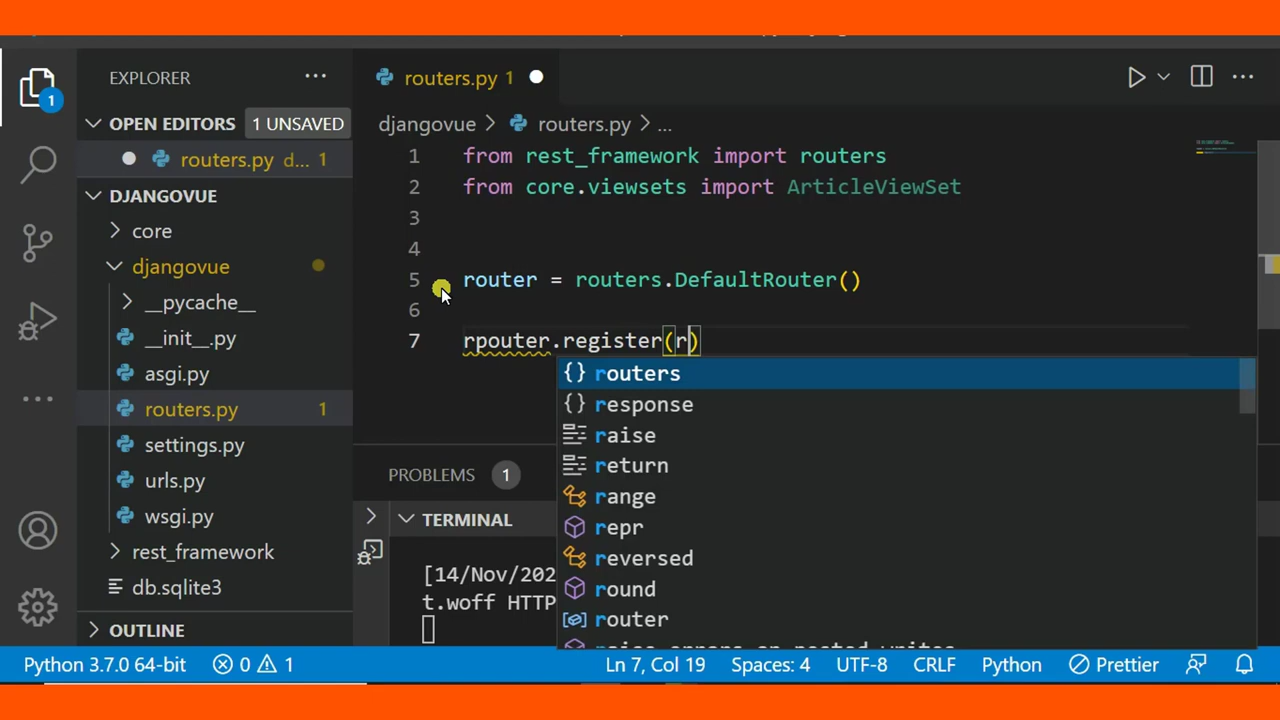 EXPLORER
...
routers.py 1
1
OPEN EDITORS 1 UNSAVED
routers.py d... 1
djangovue > routers.py > ...
DJANGOVUE
core
djangovue
__pycache__
__init__.py
asgi.py
routers.py 1
settings.py
urls.py
wsgi.py
rest_framework
db.sqlite3
OUTLINE
1 from rest_framework import routers
2 from core.viewsets import ArticleViewSet
3
4
5 router = routers.DefaultRouter()
6
7 rpouter.register(r)
routers
response
raise
return
range
repr
reversed
round
router
PROBLEMS 1
TERMINAL
[14/Nov/202
t.woff HTTP
Python 3.7.0 64-bit 0 1 Ln 7, Col 19 Spaces: 4 UTF-8 CRLF Python Prettier